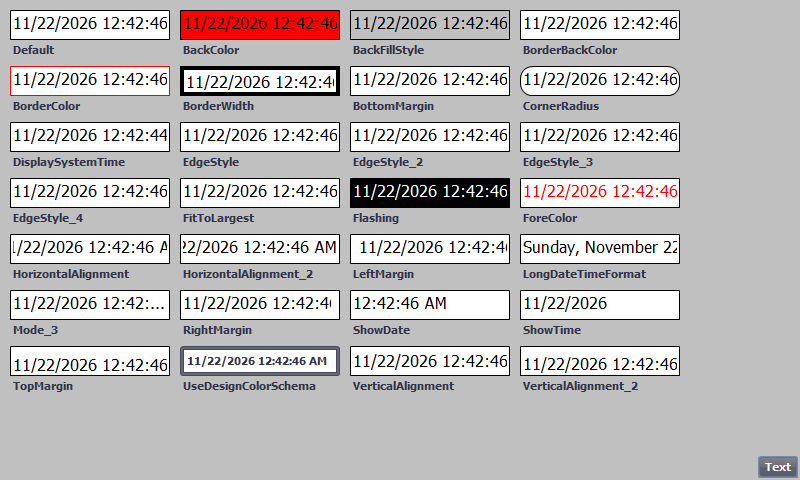 11/22/2026 12:42:46 11/22/2026 12:42:46 11/22/2026 12:42:46 11/22/2026 12:42:46
Default BackColor BackFillStyle BorderBackColor
11/22/2026 12:42:46 11/22/2026 12:42:46 11/22/2026 12:42:46 11/22/2026 12:42:46
BorderColor BorderWidth BottomMargin CornerRadius
11/22/2026 12:42:44 11/22/2026 12:42:46 11/22/2026 12:42:46 11/22/2026 12:42:46
DisplaySystemTime EdgeStyle EdgeStyle_2 EdgeStyle_3
11/22/2026 12:42:46 11/22/2026 12:42:46 11/22/2026 12:42:46 11/22/2026 12:42:46
EdgeStyle_4 FitToLargest Flashing ForeColor
1/22/2026 12:42:46 A 22/2026 12:42:46 AM 11/22/2026 12:42:46 Sunday, November 22
HorizontalAlignment HorizontalAlignment_2 LeftMargin LongDateTimeFormat
11/22/2026 12:42:... 11/22/2026 12:42:46 12:42:46 AM 11/22/2026
Mode_3 RightMargin ShowDate ShowTime
11/22/2026 12:42:46 11/22/2026 12:42:46 AM 11/22/2026 12:42:46 11/22/2026 12:42:46
TopMargin UseDesignColorSchema VerticalAlignment VerticalAlignment_2
Text